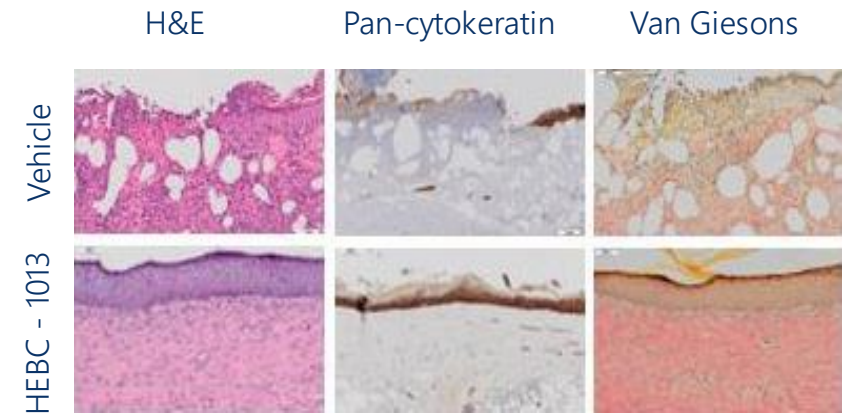 H&E
Pan-cytokeratin
Van Giesons
Vehicle
HEBC - 1013